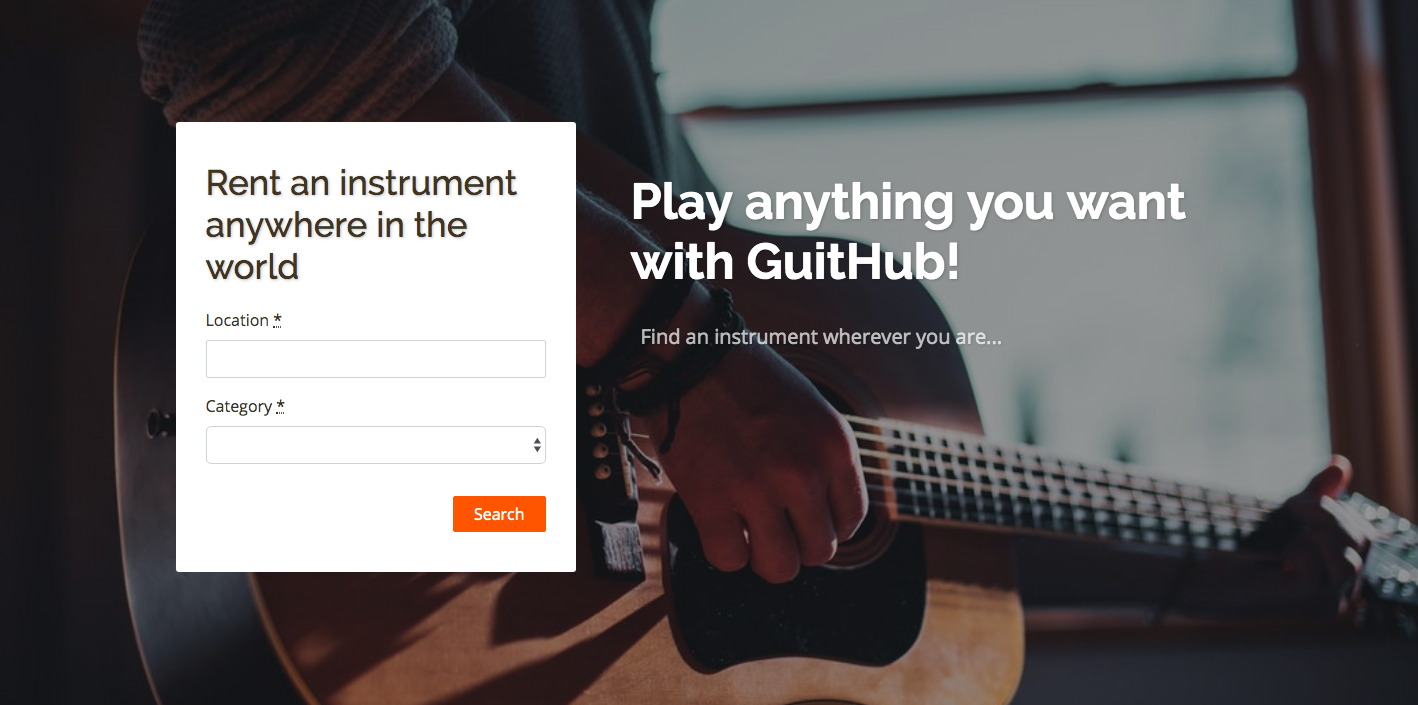 Rent an instrument
anywhere in the
world
Location *
Category *
Search
Play anything you want
with GuitHub!
Find an instrument wherever you are...